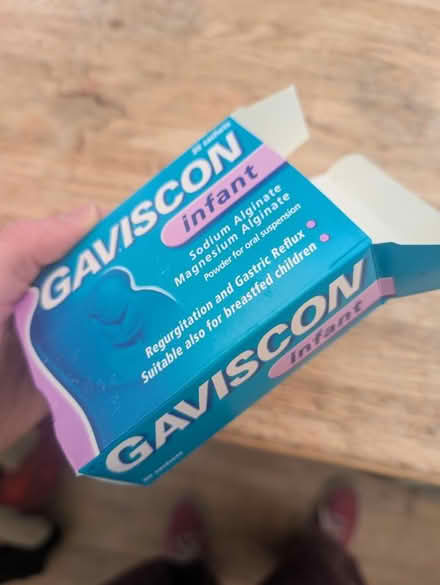 GAVISCON
infant
Sodium Alginate
Magnesium Alginate
Powder for oral suspension
Regurgitation and Gastric Reflux
Suitable also for breastfed children
GAVISCON
infant